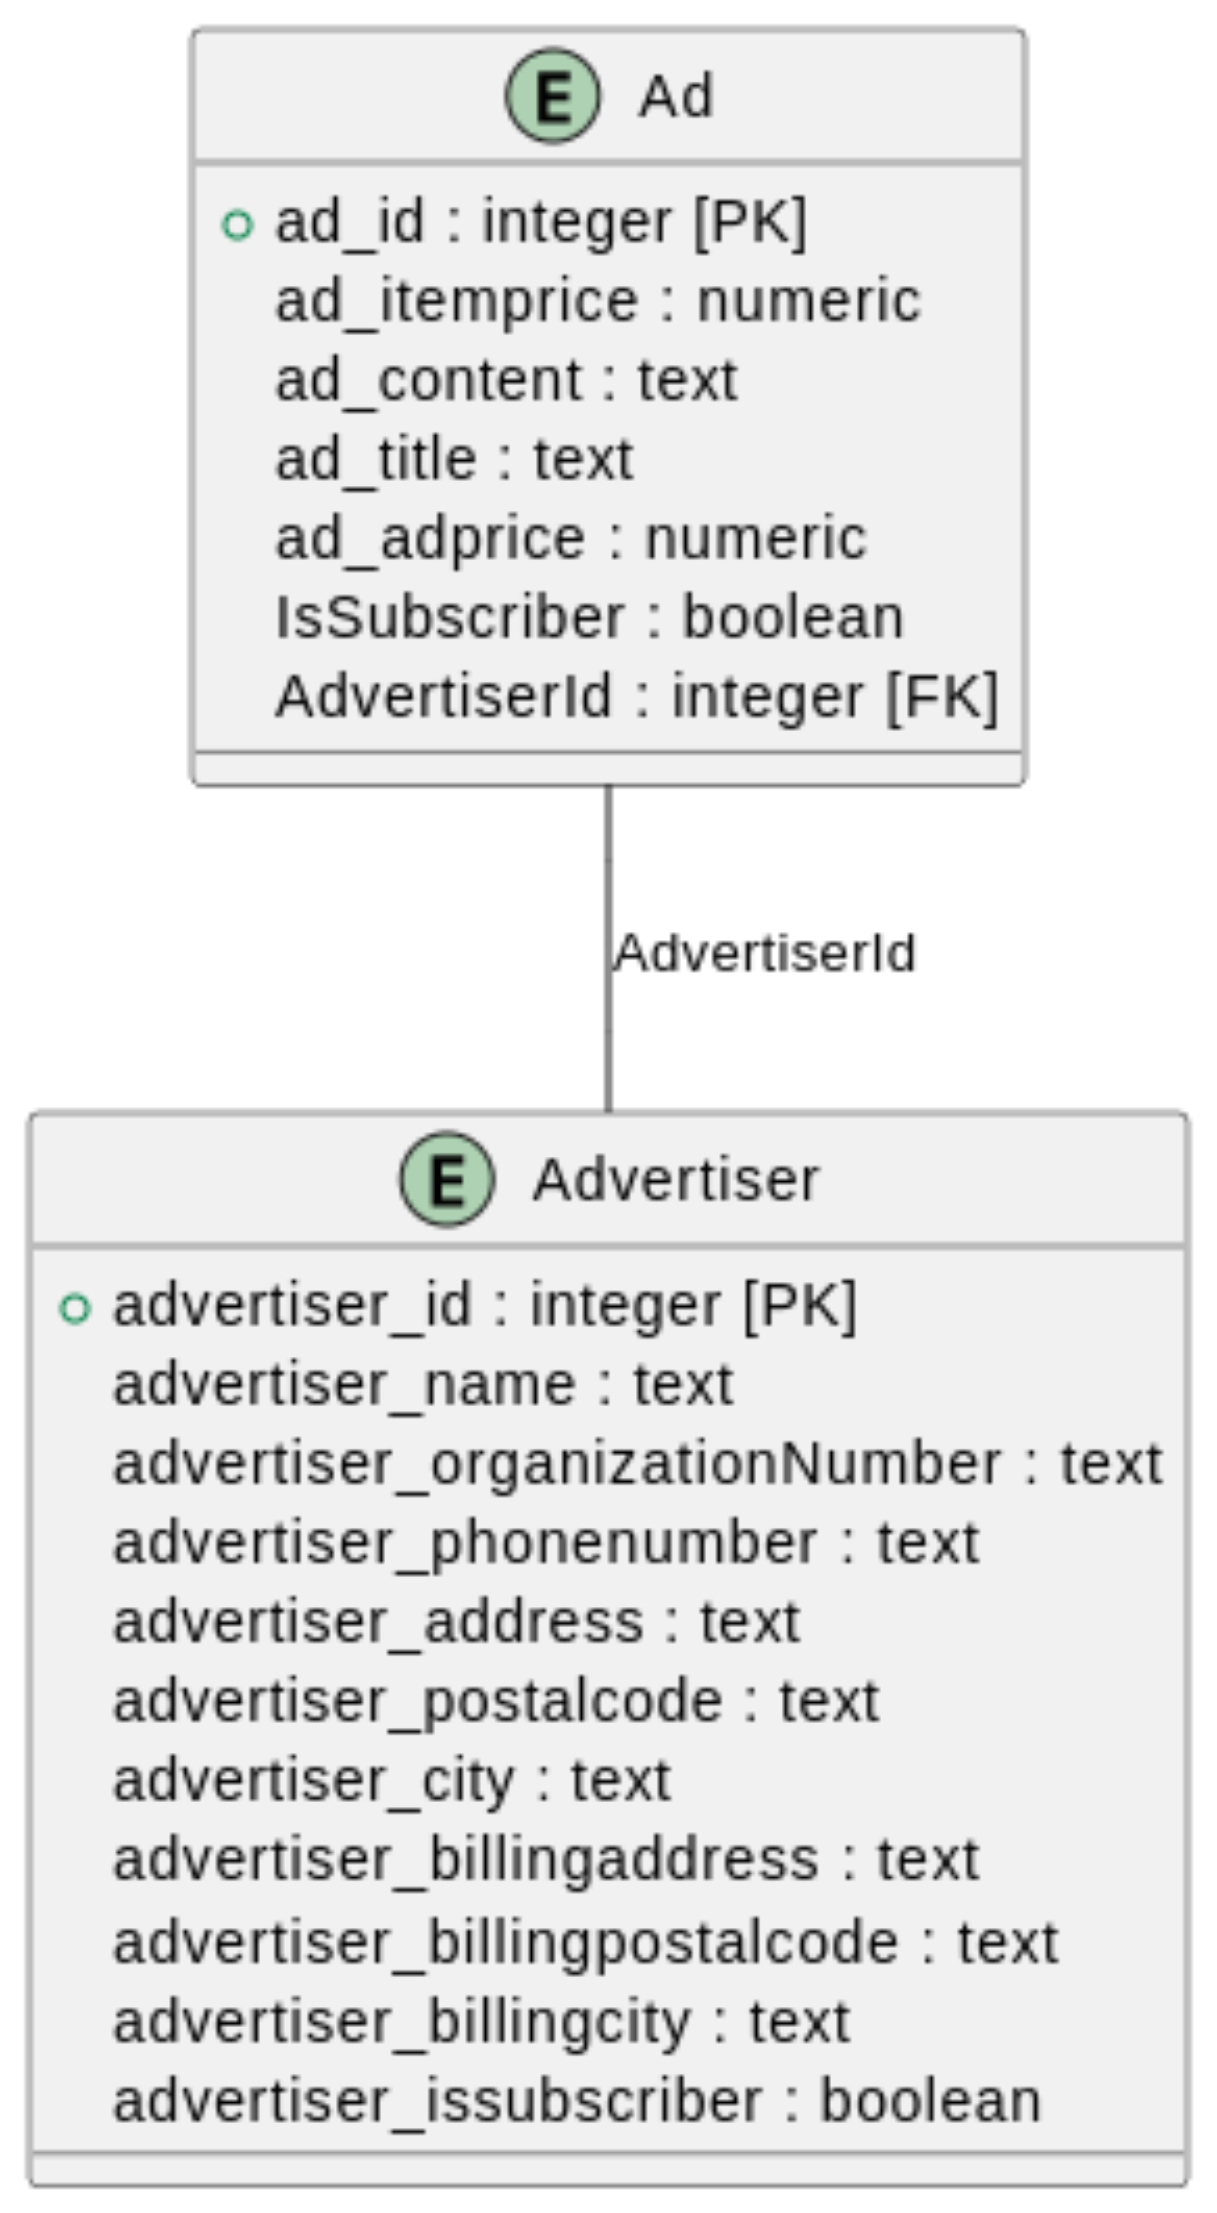 E Ad
ad_id : integer [PK]
ad_itemprice : numeric
ad_content : text
ad_title : text
ad_adprice : numeric
IsSubscriber : boolean
AdvertiserId : integer [FK]
AdvertiserId
E Advertiser
advertiser_id : integer [PK]
advertiser_name : text
advertiser_organizationNumber : text
advertiser_phonenumber : text
advertiser_address : text
advertiser_postalcode : text
advertiser_city : text
advertiser_billingaddress : text
advertiser_billingpostalcode : text
advertiser_billingcity : text
advertiser_issubscriber : boolean